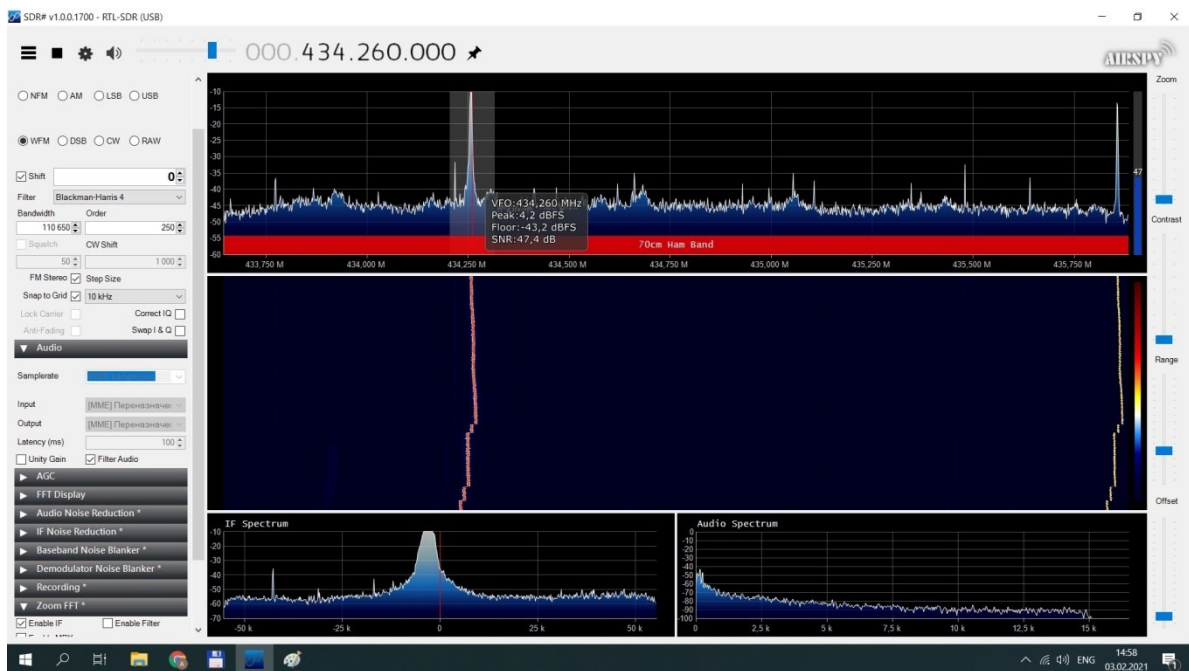 SDR# v1.0.0.1700 - RTL-SDR (USB)
000.434.260.000
AIRSPY
Zoom
NFM AM LSB USB
WFM DSB CW RAW
Shift 0
Filter Blackman-Harris 4
Bandwidth Order
110 650 250
Squelch CW Shift
50 1 000
FM Stereo Step Size
Snap to Grid 10 kHz
Lock Carrier Correct IQ
Anti-Fading Swap I & Q
Audio
Samplerate
Input [MME] Переназначе
Output [MME] Переназначе
Latency (ms) 100
Unity Gain Filter Audio
AGC
FFT Display
Audio Noise Reduction *
IF Noise Reduction *
Baseband Noise Blanker *
Demodulator Noise Blanker *
Recording *
Zoom FFT *
Enable IF Enable Filter
-10
-15
-20
-25
-30
-35
-40
-45
-50
-55
-60
47
VFO:434,260 MHz
Peak:4,2 dBFS
Floor:-43,2 dBFS
SNR:47,4 dB
70cm Ham Band
433,750 M 434,000 M 434,250 M 434,500 M 434,750 M 435,000 M 435,250 M 435,500 M 435,750 M
Contrast
Range
Offset
IF Spectrum
-10
-20
-30
-40
-50
-60
-70
-50 k -25 k 0 25 k 50 k
Audio Spectrum
0
-10
-20
-30
-40
-50
-60
-70
-80
-90
-100
0 2,5 k 5 k 7,5 k 10 k 12,5 k 15 k
ENG
14:58
03.02.2021